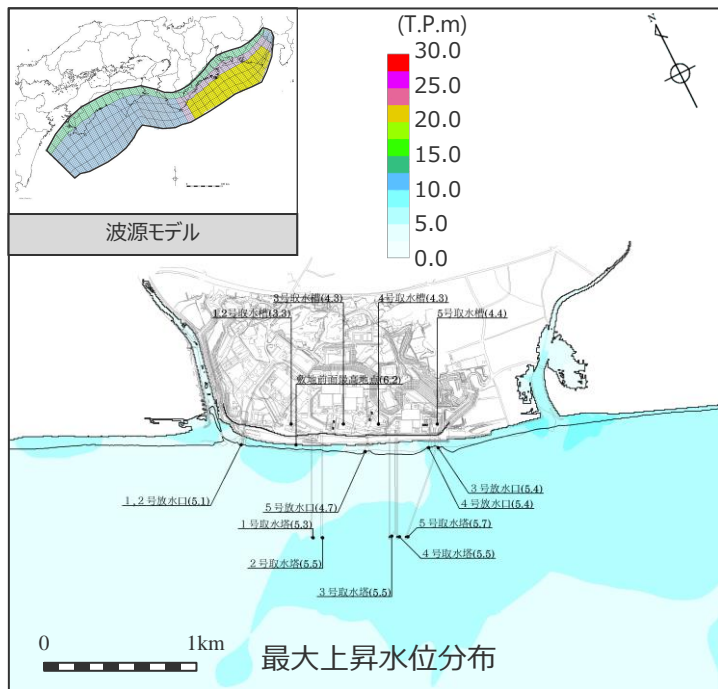 (T.P.m)
30.0
25.0
20.0
15.0
10.0
5.0
0.0
N
波源モデル
3号取水槽(4.3)
4号取水槽(4.3)
1,2号取水槽(3.3)
5号取水槽(4.4)
敷地前面最高地点(6.2)
1,2号放水口(5.1)
5号放水口(4.7)
3号放水口(5.4)
4号放水口(5.4)
1号取水塔(5.3)
2号取水塔(5.5)
3号取水塔(5.5)
4号取水塔(5.5)
5号取水塔(5.7)
0 1km
最大上昇水位分布